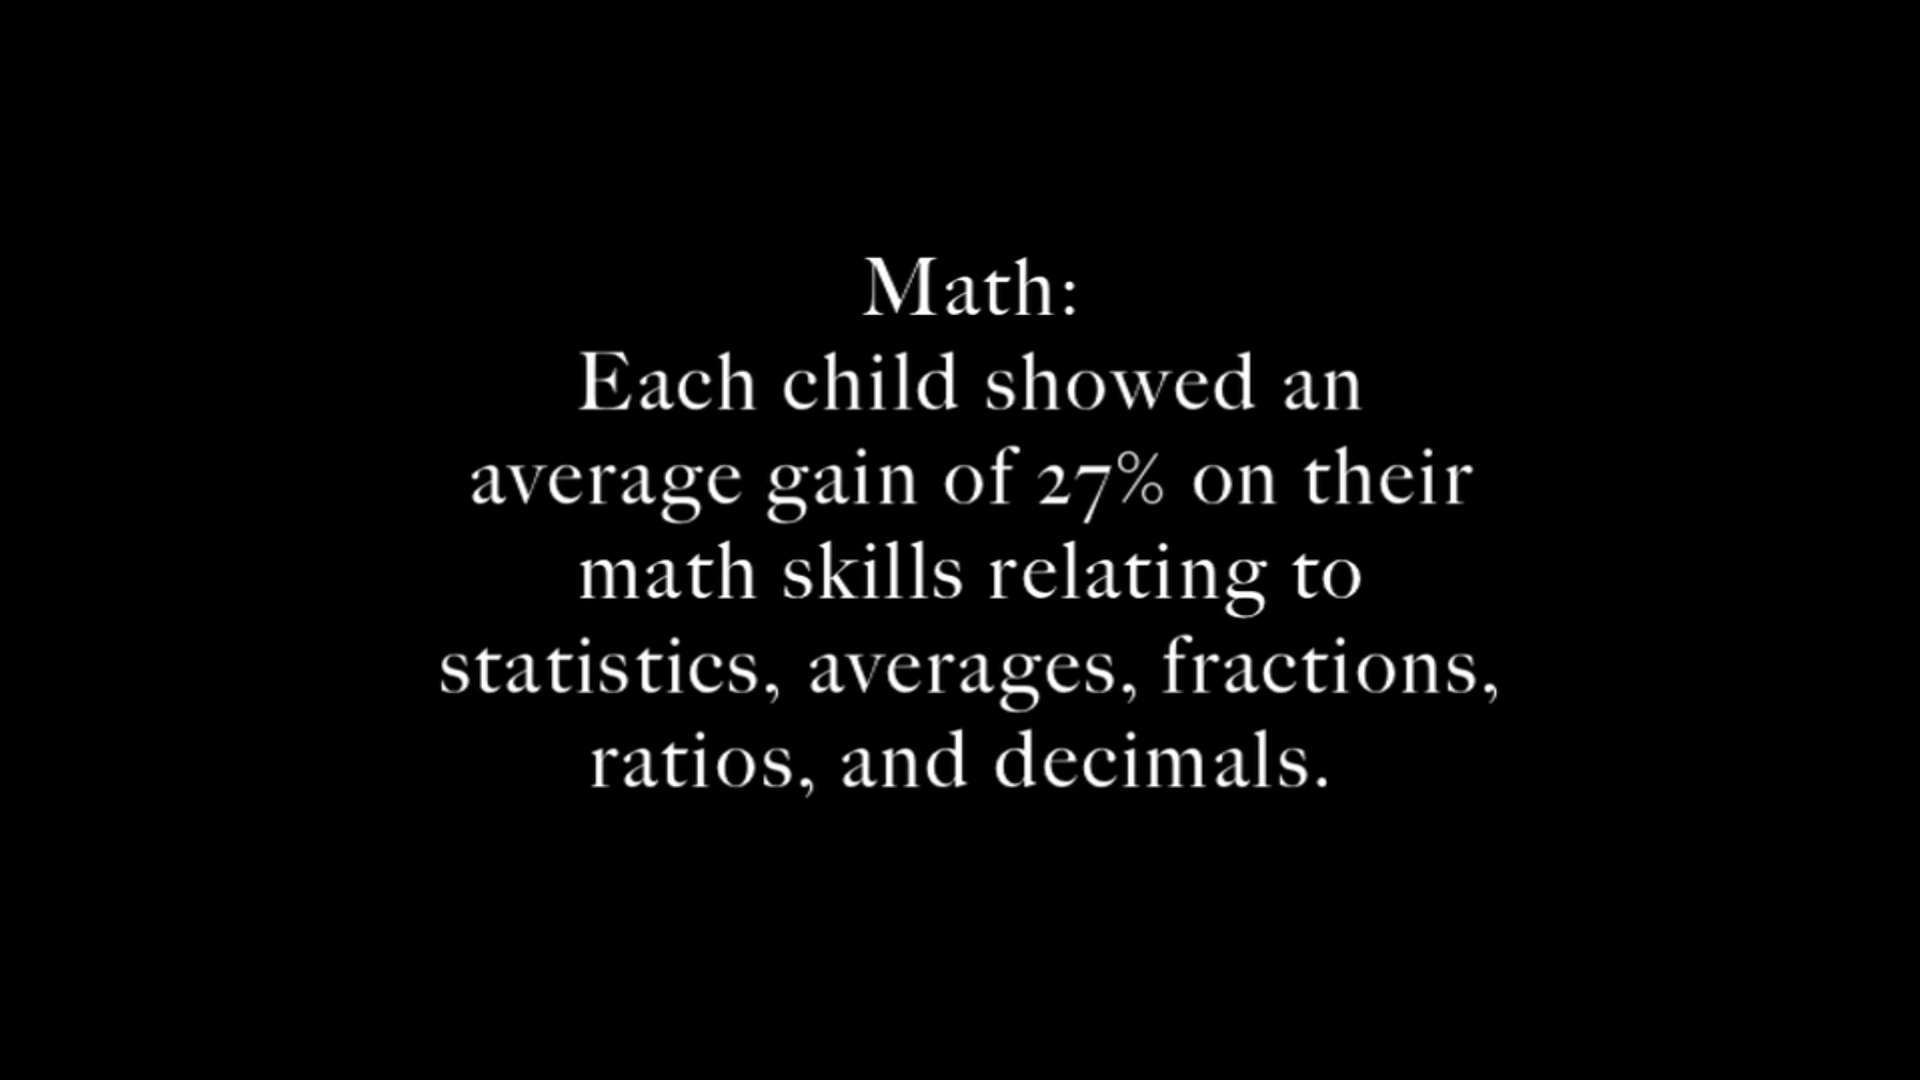 Math:
Each child showed an
average gain of 27% on their
math skills relating to
statistics, averages, fractions,
ratios, and decimals.